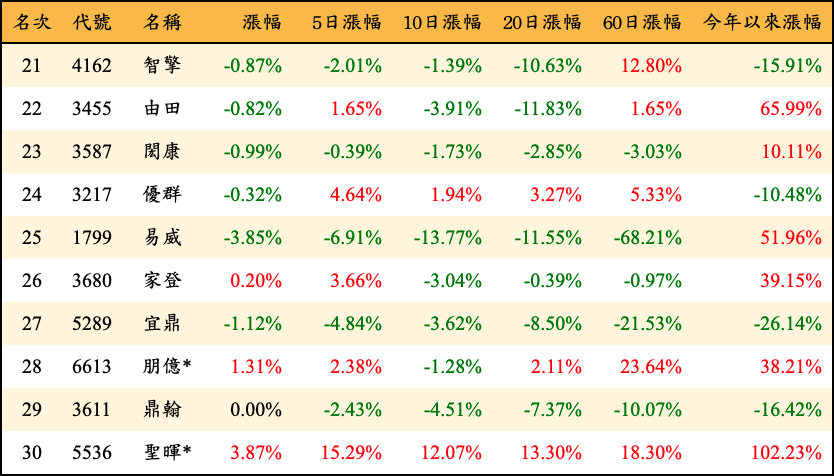 名次 代號 名稱 漲幅 5日漲幅 10日漲幅 20日漲幅 60日漲幅 今年以來漲幅
21 4162 智擎 -0.87% -2.01% -1.39% -10.63% 12.80% -15.91%
22 3455 由田 -0.82% 1.65% -3.91% -11.83% 1.65% 65.99%
23 3587 閎康 -0.99% -0.39% -1.73% -2.85% -3.03% 10.11%
24 3217 優群 -0.32% 4.64% 1.94% 3.27% 5.33% -10.48%
25 1799 易威 -3.85% -6.91% -13.77% -11.55% -68.21% 51.96%
26 3680 家登 0.20% 3.66% -3.04% -0.39% -0.97% 39.15%
27 5289 宜鼎 -1.12% -4.84% -3.62% -8.50% -21.53% -26.14%
28 6613 朋億* 1.31% 2.38% -1.28% 2.11% 23.64% 38.21%
29 3611 鼎翰 0.00% -2.43% -4.51% -7.37% -10.07% -16.42%
30 5536 聖暉* 3.87% 15.29% 12.07% 13.30% 18.30% 102.23%